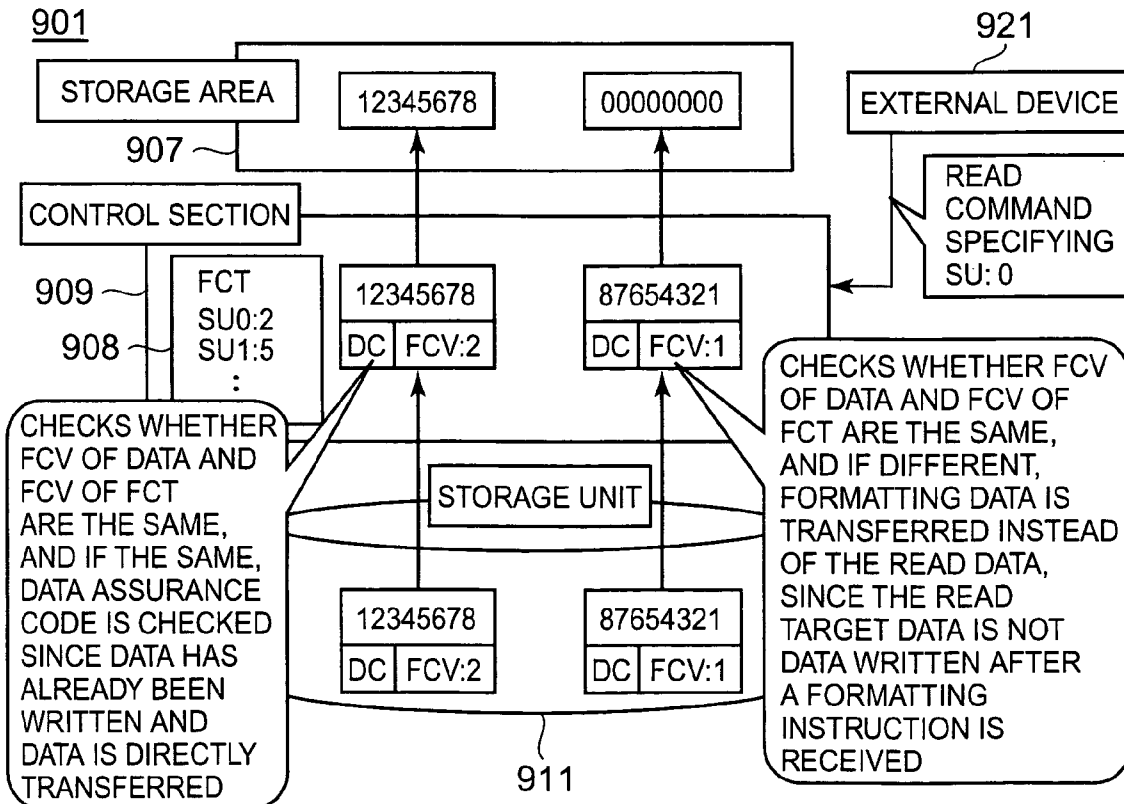 901
921
STORAGE AREA
12345678
00000000
EXTERNAL DEVICE
907
READ
COMMAND
SPECIFYING
SU: 0
CONTROL SECTION
909
908
FCT
SU0:2
SU1:5
:
12345678
DC
FCV:2
87654321
DC
FCV:1
CHECKS WHETHER
FCV OF DATA AND
FCV OF FCT
ARE THE SAME,
AND IF THE SAME,
DATA ASSURANCE
CODE IS CHECKED
SINCE DATA HAS
ALREADY BEEN
WRITTEN AND
DATA IS DIRECTLY
TRANSFERRED
CHECKS WHETHER FCV
OF DATA AND FCV OF
FCT ARE THE SAME,
AND IF DIFFERENT,
FORMATTING DATA IS
TRANSFERRED INSTEAD
OF THE READ DATA,
SINCE THE READ
TARGET DATA IS NOT
DATA WRITTEN AFTER
A FORMATTING
INSTRUCTION IS
RECEIVED
STORAGE UNIT
12345678
DC
FCV:2
87654321
DC
FCV:1
911